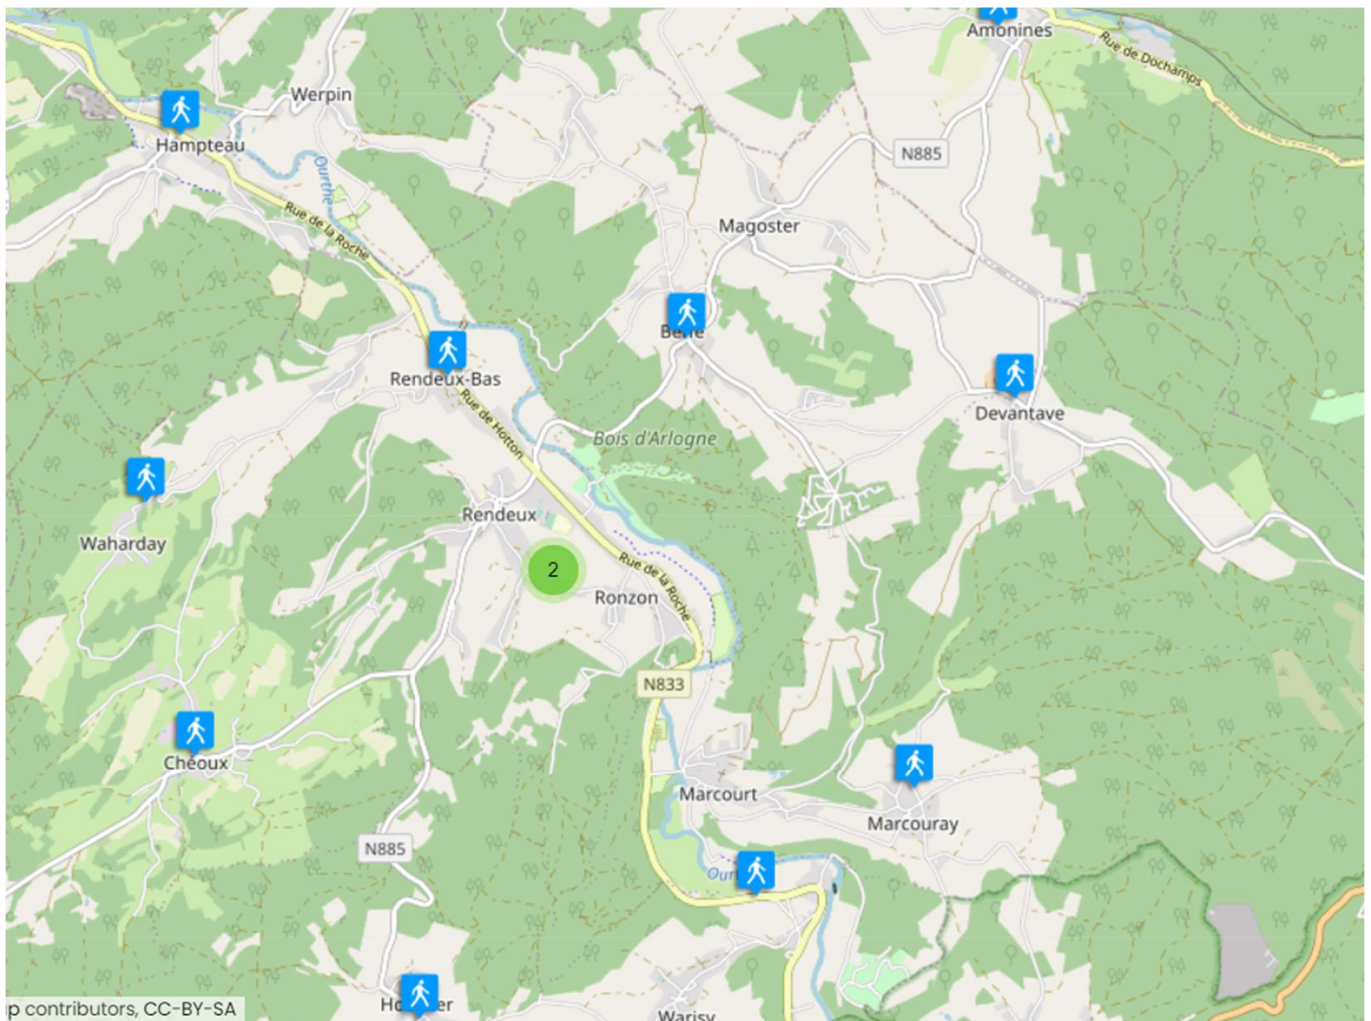 Amonines
Rue de Dochamps
Werpin
Hampteau
N885
Ourthe
Rue de la Roche
Magoster
Rendeux-Bas
Devantave
Rue de Hotton
Bois d'Arlogne
Rendeux
Waharday
2
Rue de la Roche
Ronzon
N833
Chéoux
Marcourt
Marcouray
N885
Warisy
p contributors, CC-BY-SA